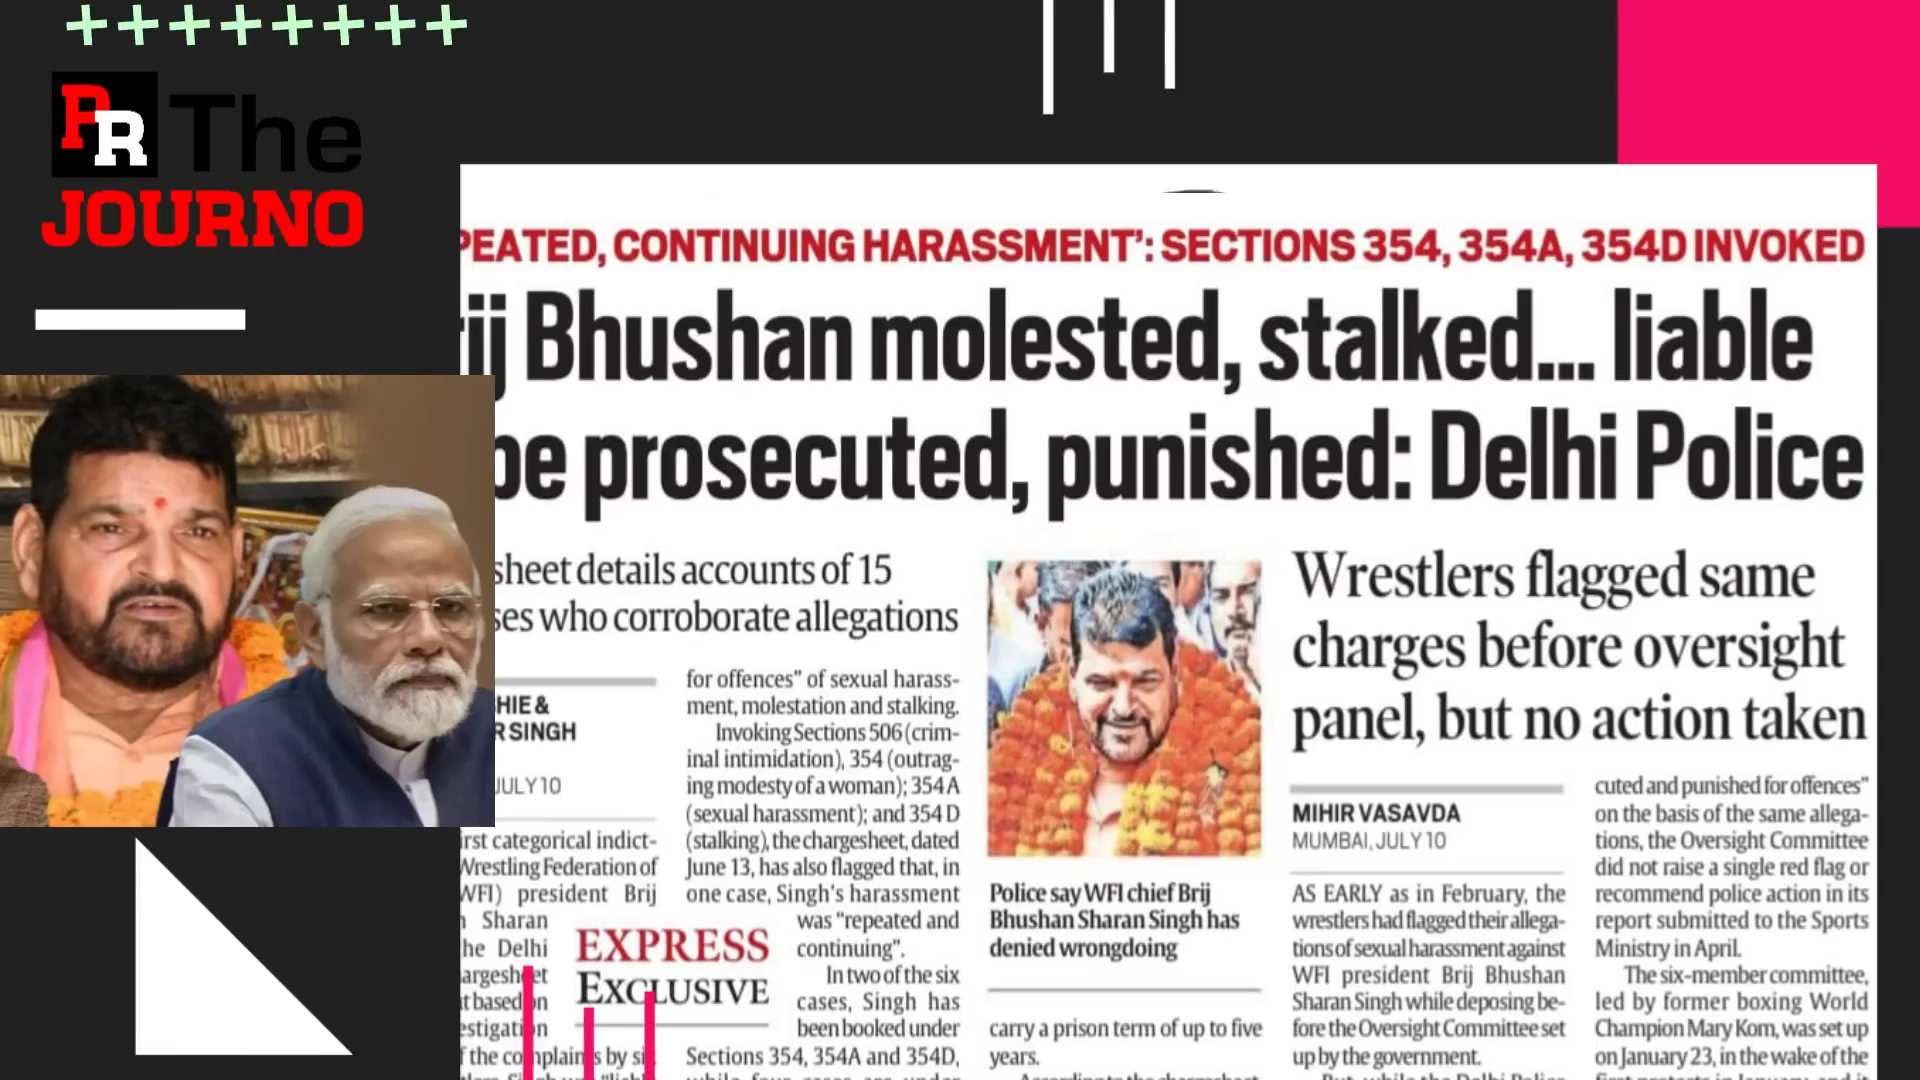 PR The
JOURNO
PEATED, CONTINUING HARASSMENT’: SECTIONS 354, 354A, 354D INVOKED
rij Bhushan molested, stalked... liable
be prosecuted, punished: Delhi Police
sheet details accounts of 15
ses who corroborate allegations
HIE &
R SINGH
JULY 10
irst categorical indict-
Wrestling Federation of
WFI) president Brij
Sharan
he Delhi
argesheet
t based on
estigation
f the complaints by si
EXPRESS
EXCLUSIVE
for offences” of sexual harass-
ment, molestation and stalking.
Invoking Sections 506 (crim-
inal intimidation), 354 (outrag-
ing modesty of a woman); 354 A
(sexual harassment); and 354 D
(stalking), the chargesheet, dated
June 13, has also flagged that, in
one case, Singh's harassment
was “repeated and
continuing”.
In two of the six
cases, Singh has
been booked under
Sections 354, 354A and 354D,
Police say WFI chief Brij
Bhushan Sharan Singh has
denied wrongdoing
carry a prison term of up to five
years.
Wrestlers flagged same
charges before oversight
panel, but no action taken
MIHIR VASAVDA
MUMBAI, JULY 10
AS EARLY as in February, the
wrestlers had flagged their allega-
tions of sexual harassment against
WFI president Brij Bhushan
Sharan Singh while deposing be-
fore the Oversight Committee set
up by the government.
cuted and punished for offences”
on the basis of the same allega-
tions, the Oversight Committee
did not raise a single red flag or
recommend police action in its
report submitted to the Sports
Ministry in April.
The six-member committee,
led by former boxing World
Champion Mary Kom, was set up
on January 23, in the wake of the